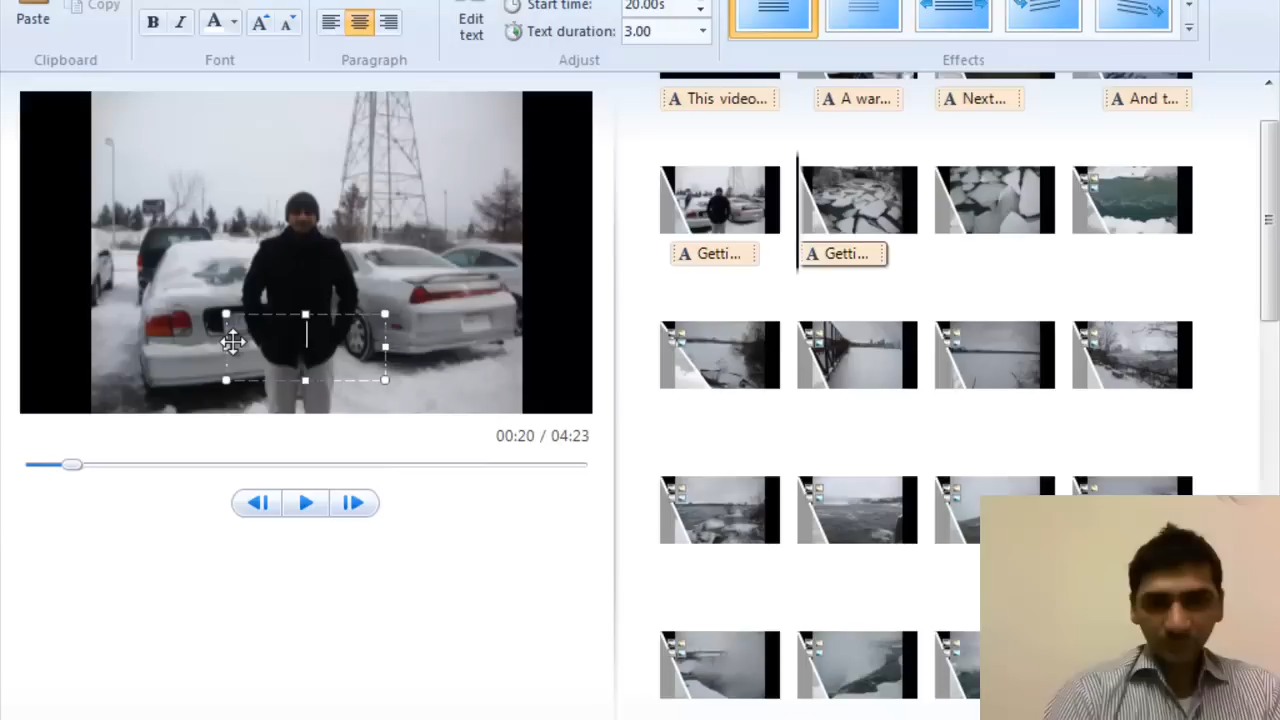 Copy
Start time: 20.00s
Paste
B I A A A
Edit
text
Text duration: 3.00
Clipboard
Font
Paragraph
Adjust
Effects
A This video...
A A war...
A Next...
A And t...
A Getti...
A Getti...
00:20 / 04:23